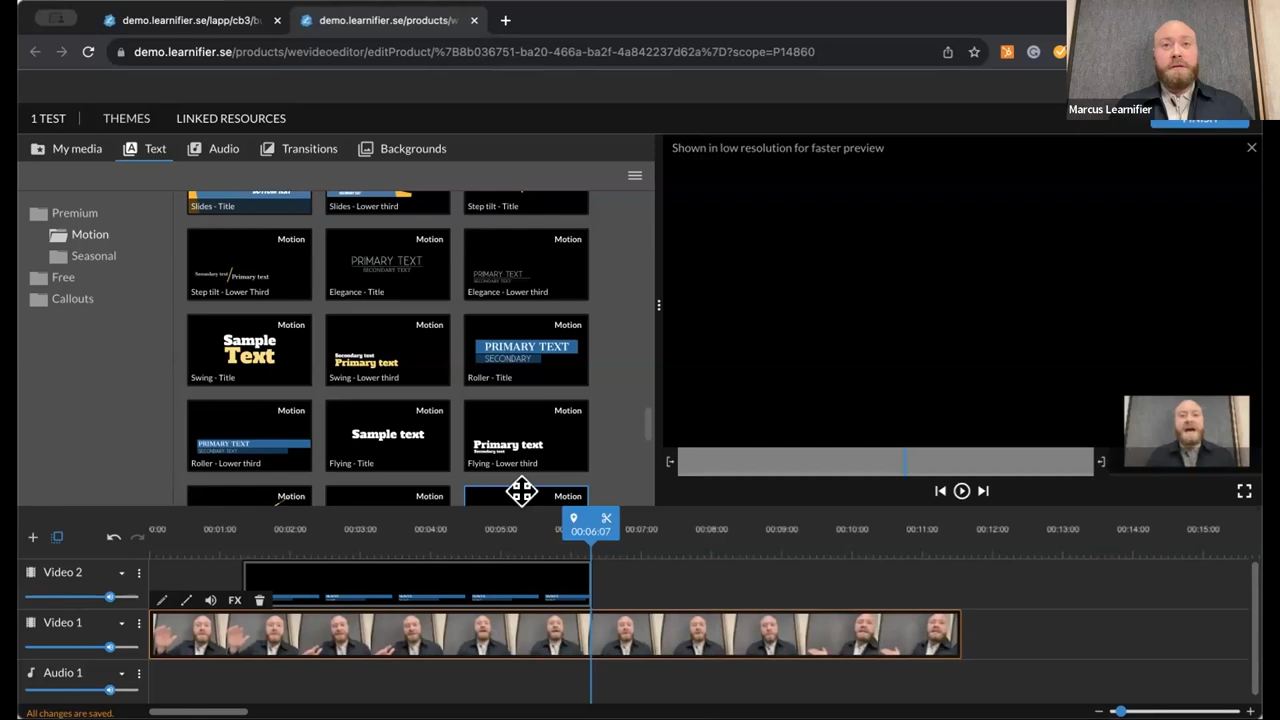 demo.learnifier.se/lapp/cb3/b
demo.learnifier.se/products/w
demo.learnifier.se/products/wevideoeditor/editProduct/%7B8b036751-ba20-466a-ba2f-4a842237d62a%7D?scope=P14860
Marcus Learnifier
1 TEST
THEMES
LINKED RESOURCES
My media
Text
Audio
Transitions
Backgrounds
Shown in low resolution for faster preview
Premium
Motion
Seasonal
Free
Callouts
Slides - Title
Slides - Lower third
Step tilt - Title
Motion
Secondary text
Primary text
Step tilt - Lower Third
Motion
PRIMARY TEXT
SECONDARY TEXT
Elegance - Title
Motion
PRIMARY TEXT
SECONDARY TEXT
Elegance - Lower third
Motion
Sample
Text
Swing - Title
Motion
Secondary text
Primary text
Swing - Lower third
Motion
PRIMARY TEXT
SECONDARY
Roller - Title
Motion
PRIMARY TEXT
SECONDARY TEXT
Roller - Lower third
Motion
Sample text
Flying - Title
Motion
Primary text
Secondary text
Flying - Lower third
Motion
Motion
Motion
0:00
00:01:00
00:02:00
00:03:00
00:04:00
00:05:00
00:06:07
00:07:00
00:08:00
00:09:00
00:10:00
00:11:00
00:12:00
00:13:00
00:14:00
00:15:00
Video 2
FX
Video 1
Audio 1
All changes are saved.